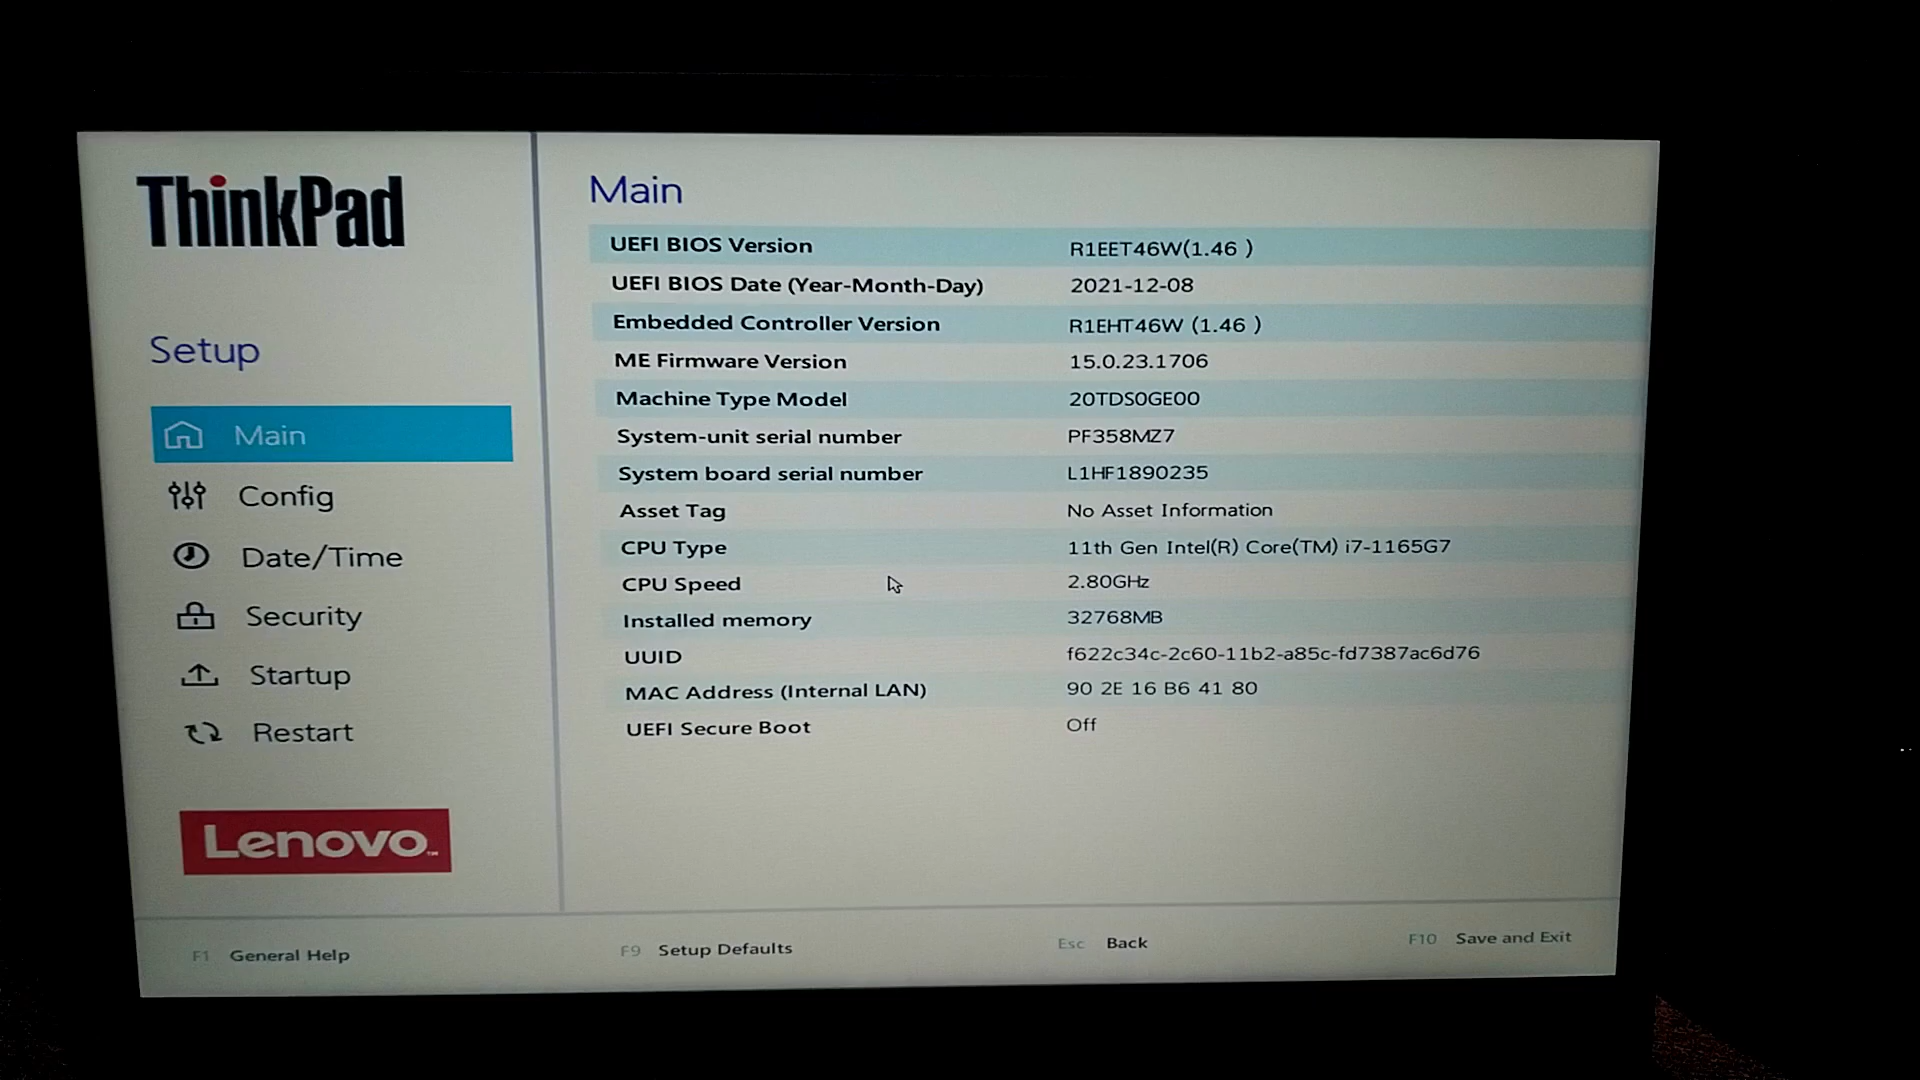 ThinkPad
Setup
Main
Config
Date/Time
Security
Startup
Restart
Lenovo™
Main
UEFI BIOS Version R1EET46W(1.46 )
UEFI BIOS Date (Year-Month-Day) 2021-12-08
Embedded Controller Version R1EHT46W (1.46 )
ME Firmware Version 15.0.23.1706
Machine Type Model 20TDS0GE00
System-unit serial number PF358MZ7
System board serial number L1HF1890235
Asset Tag No Asset Information
CPU Type 11th Gen Intel(R) Core(TM) i7-1165G7
CPU Speed 2.80GHz
Installed memory 32768MB
UUID f622c34c-2c60-11b2-a85c-fd7387ac6d76
MAC Address (Internal LAN) 90 2E 16 B6 41 80
UEFI Secure Boot Off
F1 General Help F9 Setup Defaults Esc Back F10 Save and Exit